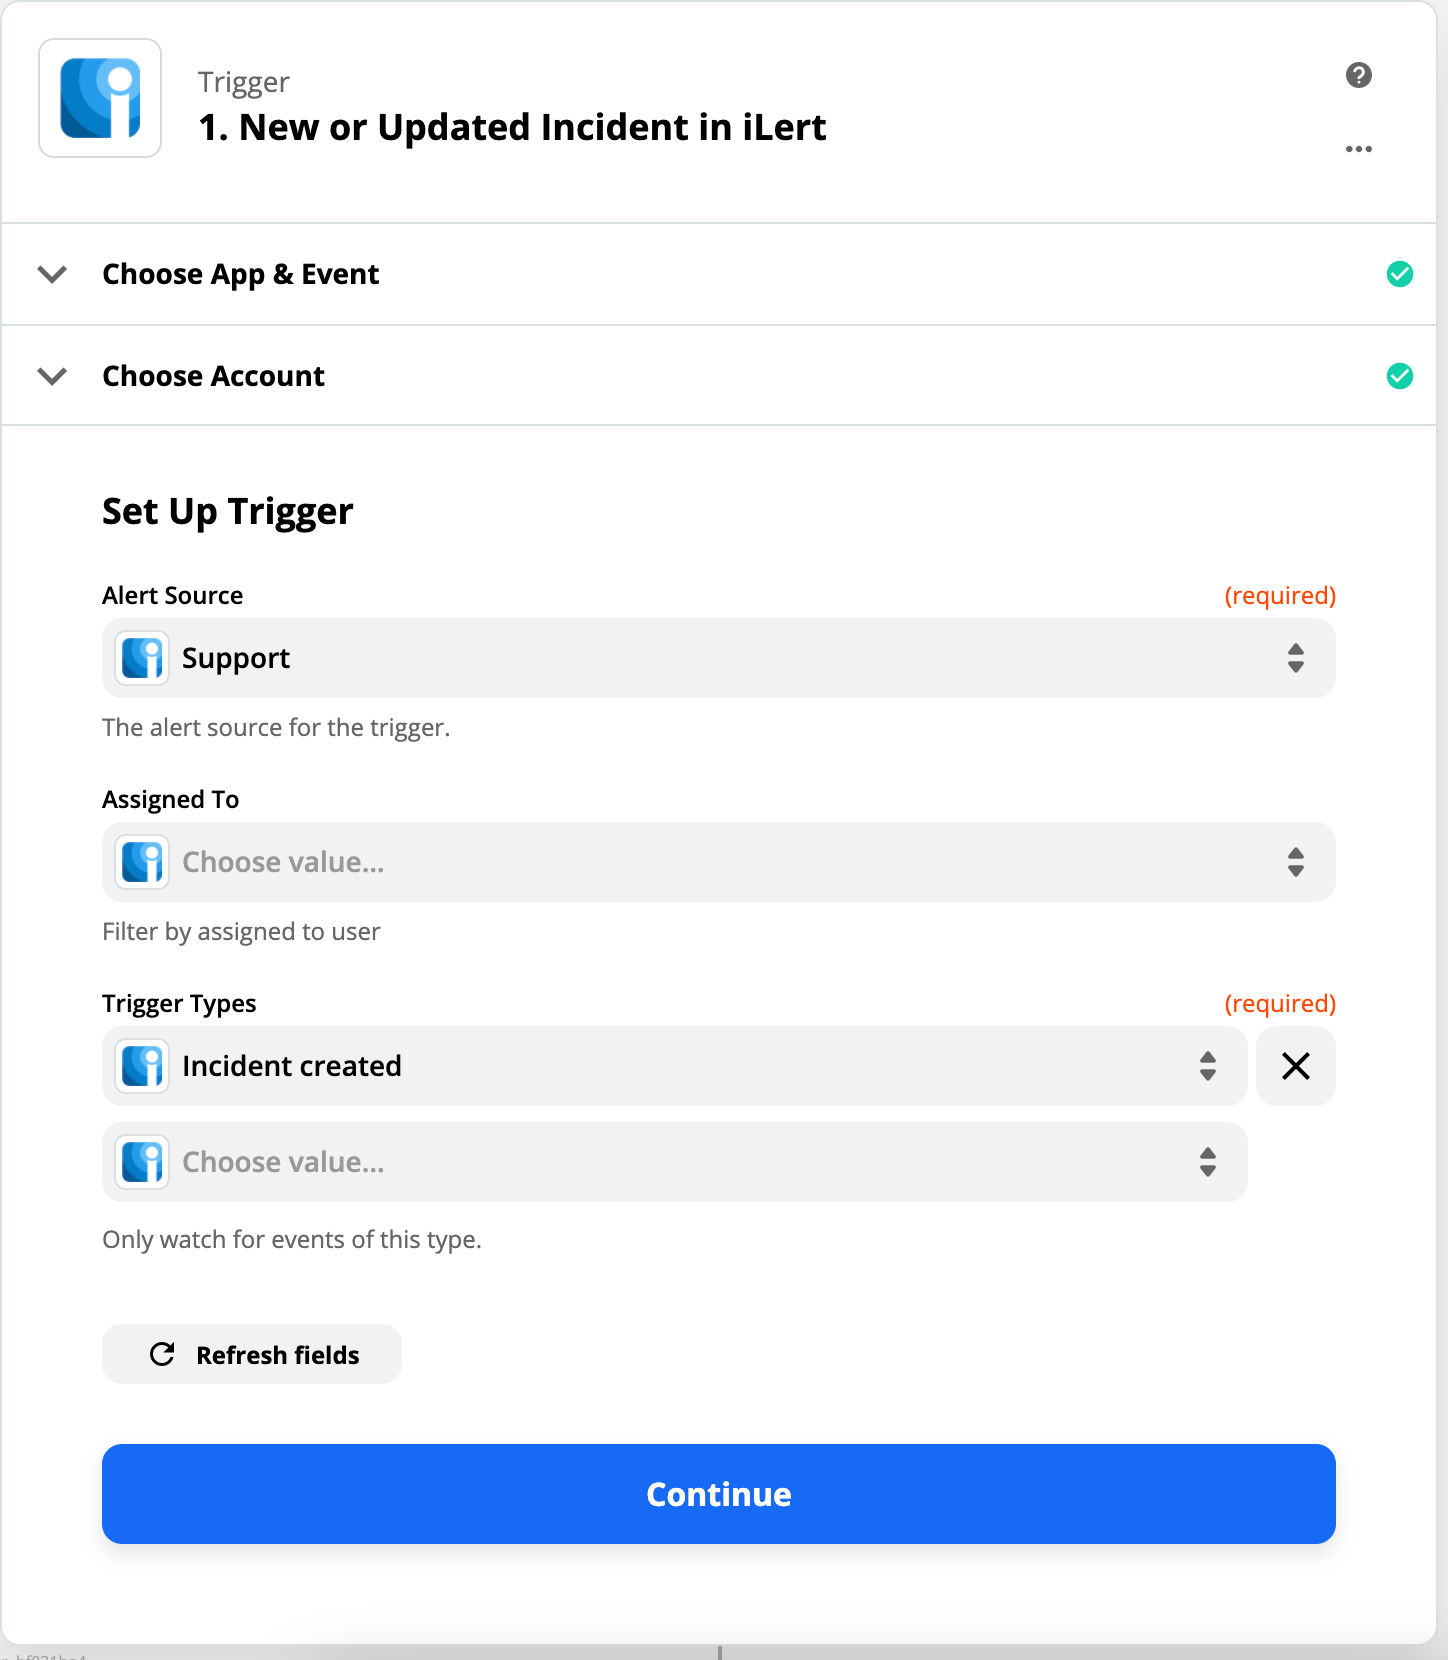 Trigger
1. New or Updated Incident in iLert
Choose App & Event
Choose Account
Set Up Trigger
Alert Source (required)
Support
The alert source for the trigger.
Assigned To
Choose value...
Filter by assigned to user
Trigger Types (required)
Incident created
Choose value...
Only watch for events of this type.
Refresh fields
Continue